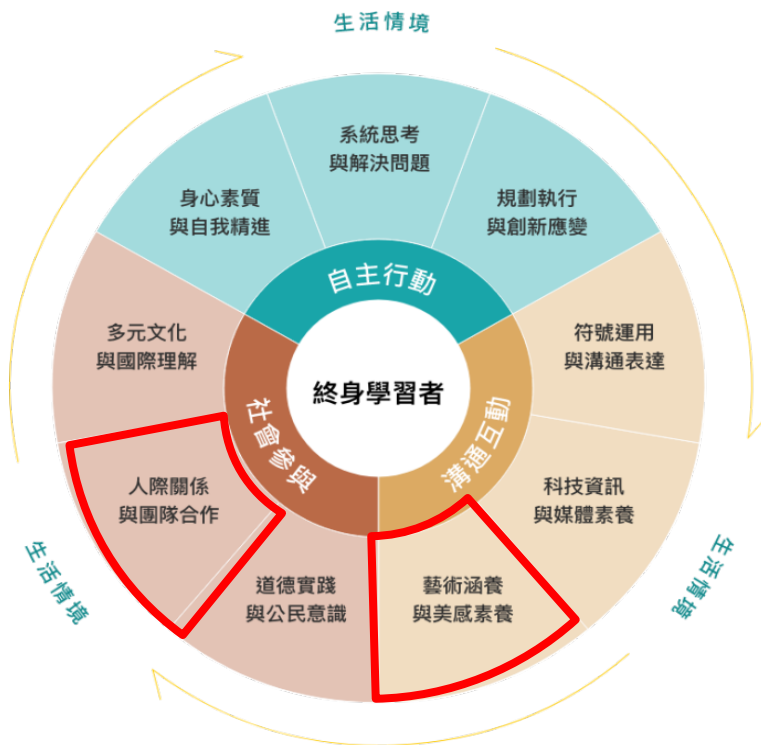 生活情境
系統思考
與解決問題
身心素質
與自我精進
規劃執行
與創新應變
自主行動
多元文化
與國際理解
符號運用
與溝通表達
終身學習者
社會參與
溝通互動
人際關係
與團隊合作
科技資訊
與媒體素養
道德實踐
與公民意識
藝術涵養
與美感素養
生活情境
生活情境